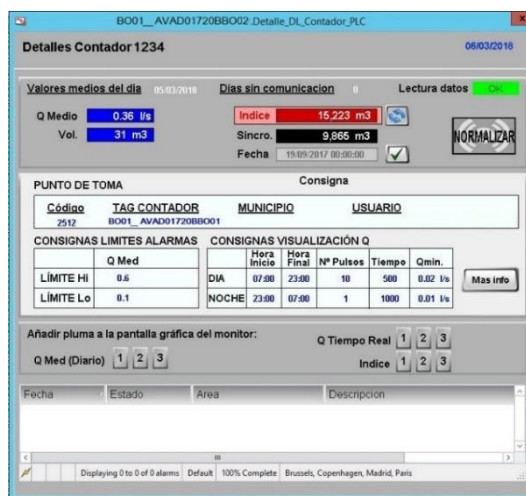 BO01__AVAD01720BBO02.Detalle_DL_Contador_PLC x
Detalles Contador 1234 06/03/2018
Valores medios del dia 05/03/2018 Dias sin comunicacion 0 Lectura datos OK
Q Medio 0.36 l/s Indice 15,223 m3
Vol. 31 m3 Sincro. 9,865 m3 NORMALIZAR
Fecha 19/09/2017 00:00:00
PUNTO DE TOMA Consigna
Código TAG CONTADOR MUNICIPIO USUARIO
2512 BO01__AVAD01720BBO01
CONSIGNAS LIMITES ALARMAS CONSIGNAS VISUALIZACIÓN Q
Q Med Hora Inicio Hora Final Nº Pulsos Tiempo Qmin.
LÍMITE Hi 0.6 DIA 07:00 23:00 10 500 0.02 l/s Mas info
LÍMITE Lo 0.1 NOCHE 23:00 07:00 1 1000 0.01 l/s
Añadir pluma a la pantalla gráfica del monitor:
Q Tiempo Real 1 2 3
Q Med (Diario) 1 2 3
Indice 1 2 3
Fecha Estado Area Descripcion
Displaying 0 to 0 of 0 alarms Default 100% Complete Brussels, Copenhagen, Madrid, Paris